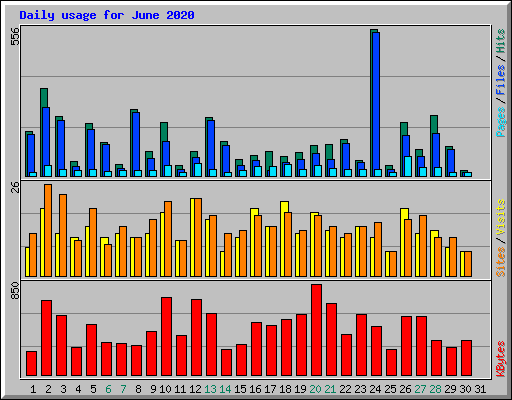 Daily usage for June 2020
556
26
850
Pages/Files/Hits
Sites/Visits
KBytes
1 2 3 4 5 6 7 8 9 10 11 12 13 14 15 16 17 18 19 20 21 22 23 24 25 26 27 28 29 30 31